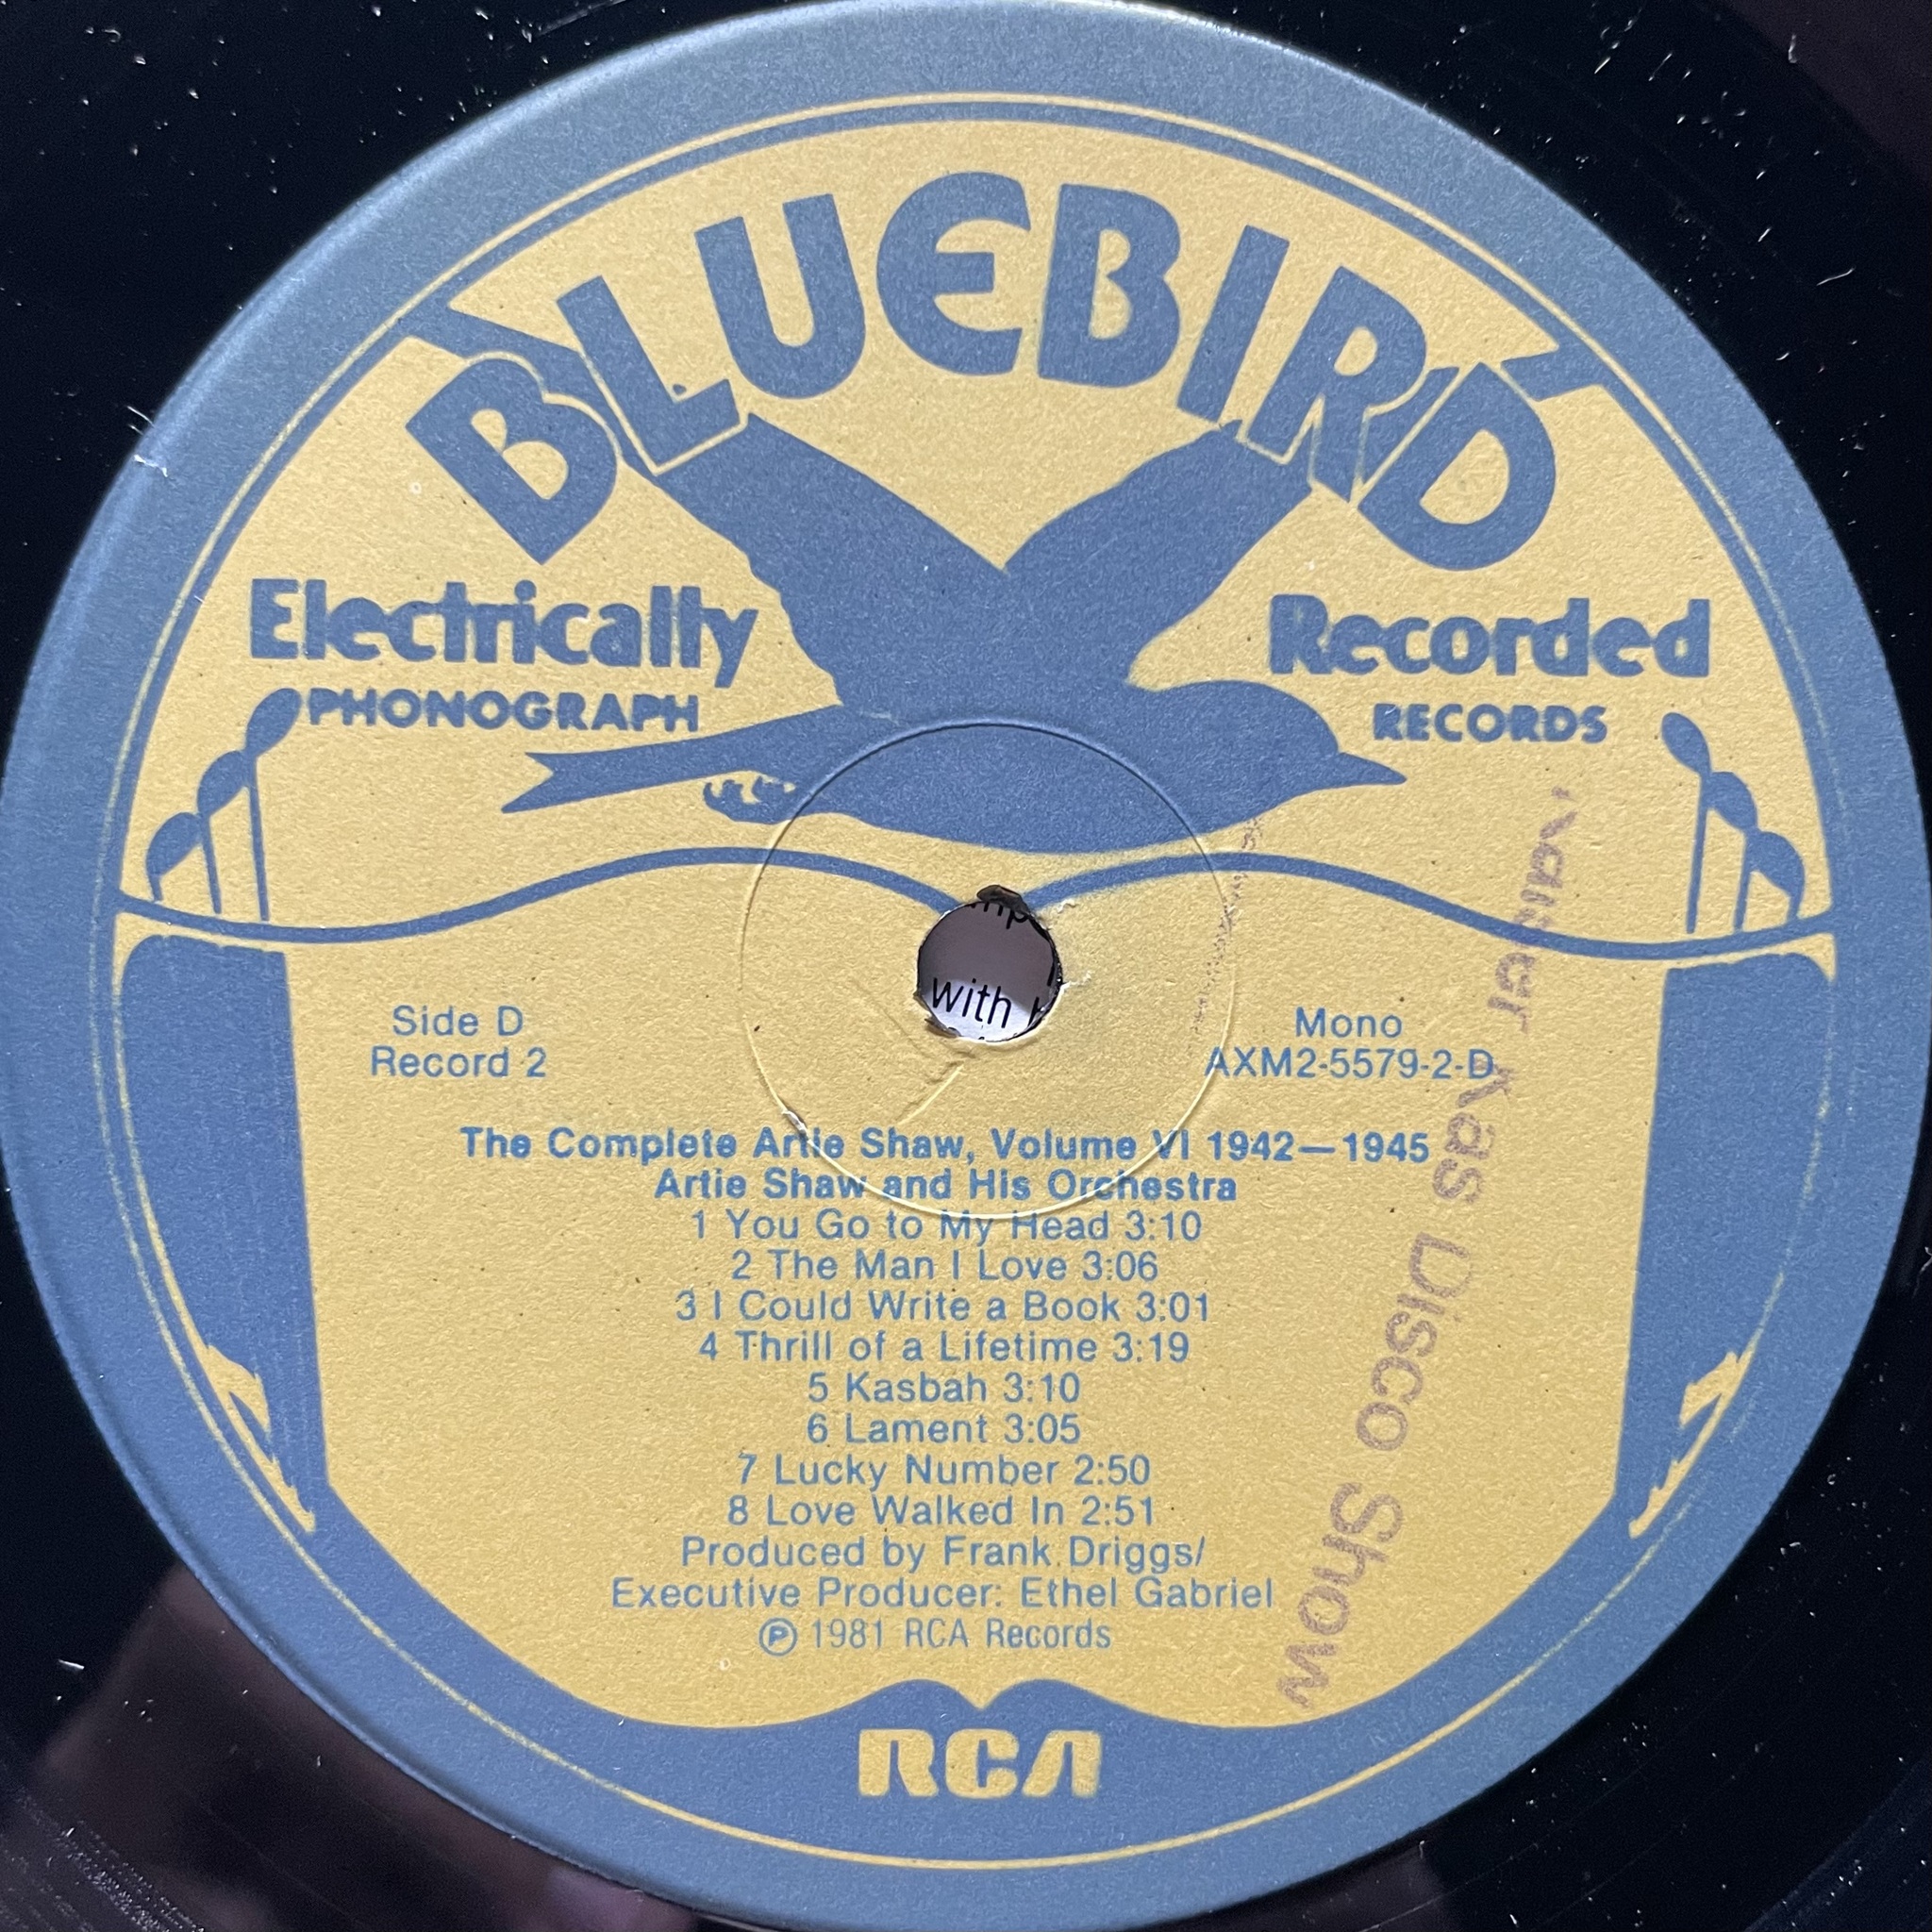 BLUEBIRD
Electrically Recorded
PHONOGRAPH RECORDS
Side D
Record 2
Mono
AXM2-5579-2-D
The Complete Artie Shaw, Volume VI 1942—1945
Artie Shaw and His Orchestra
1 You Go to My Head 3:10
2 The Man I Love 3:06
3 I Could Write a Book 3:01
4 Thrill of a Lifetime 3:19
5 Kasbah 3:10
6 Lament 3:05
7 Lucky Number 2:50
8 Love Walked In 2:51
Produced by Frank Driggs/
Executive Producer: Ethel Gabriel
℗ 1981 RCA Records
RCA
Kas Disco Show
with